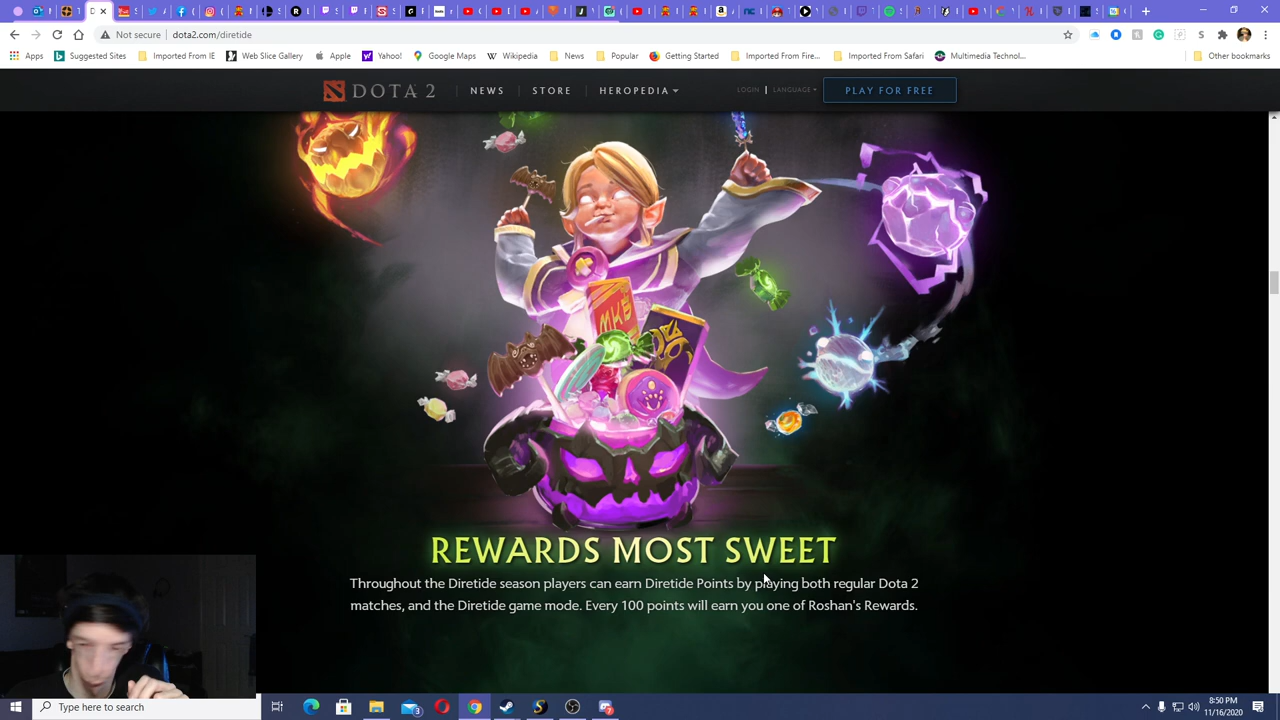 Not secure | dota2.com/diretide
Apps Suggested Sites Imported From IE Web Slice Gallery Apple Yahoo! Google Maps Wikipedia News Popular Getting Started Imported From Fire... Imported From Safari Multimedia Technol... Other bookmarks
DOTA 2 NEWS STORE HEROPEDIA LOGIN | LANGUAGE PLAY FOR FREE
MKB
REWARDS MOST SWEET
Throughout the Diretide season players can earn Diretide Points by playing both regular Dota 2
matches, and the Diretide game mode. Every 100 points will earn you one of Roshan's Rewards.
Type here to search
8:50 PM
11/16/2020